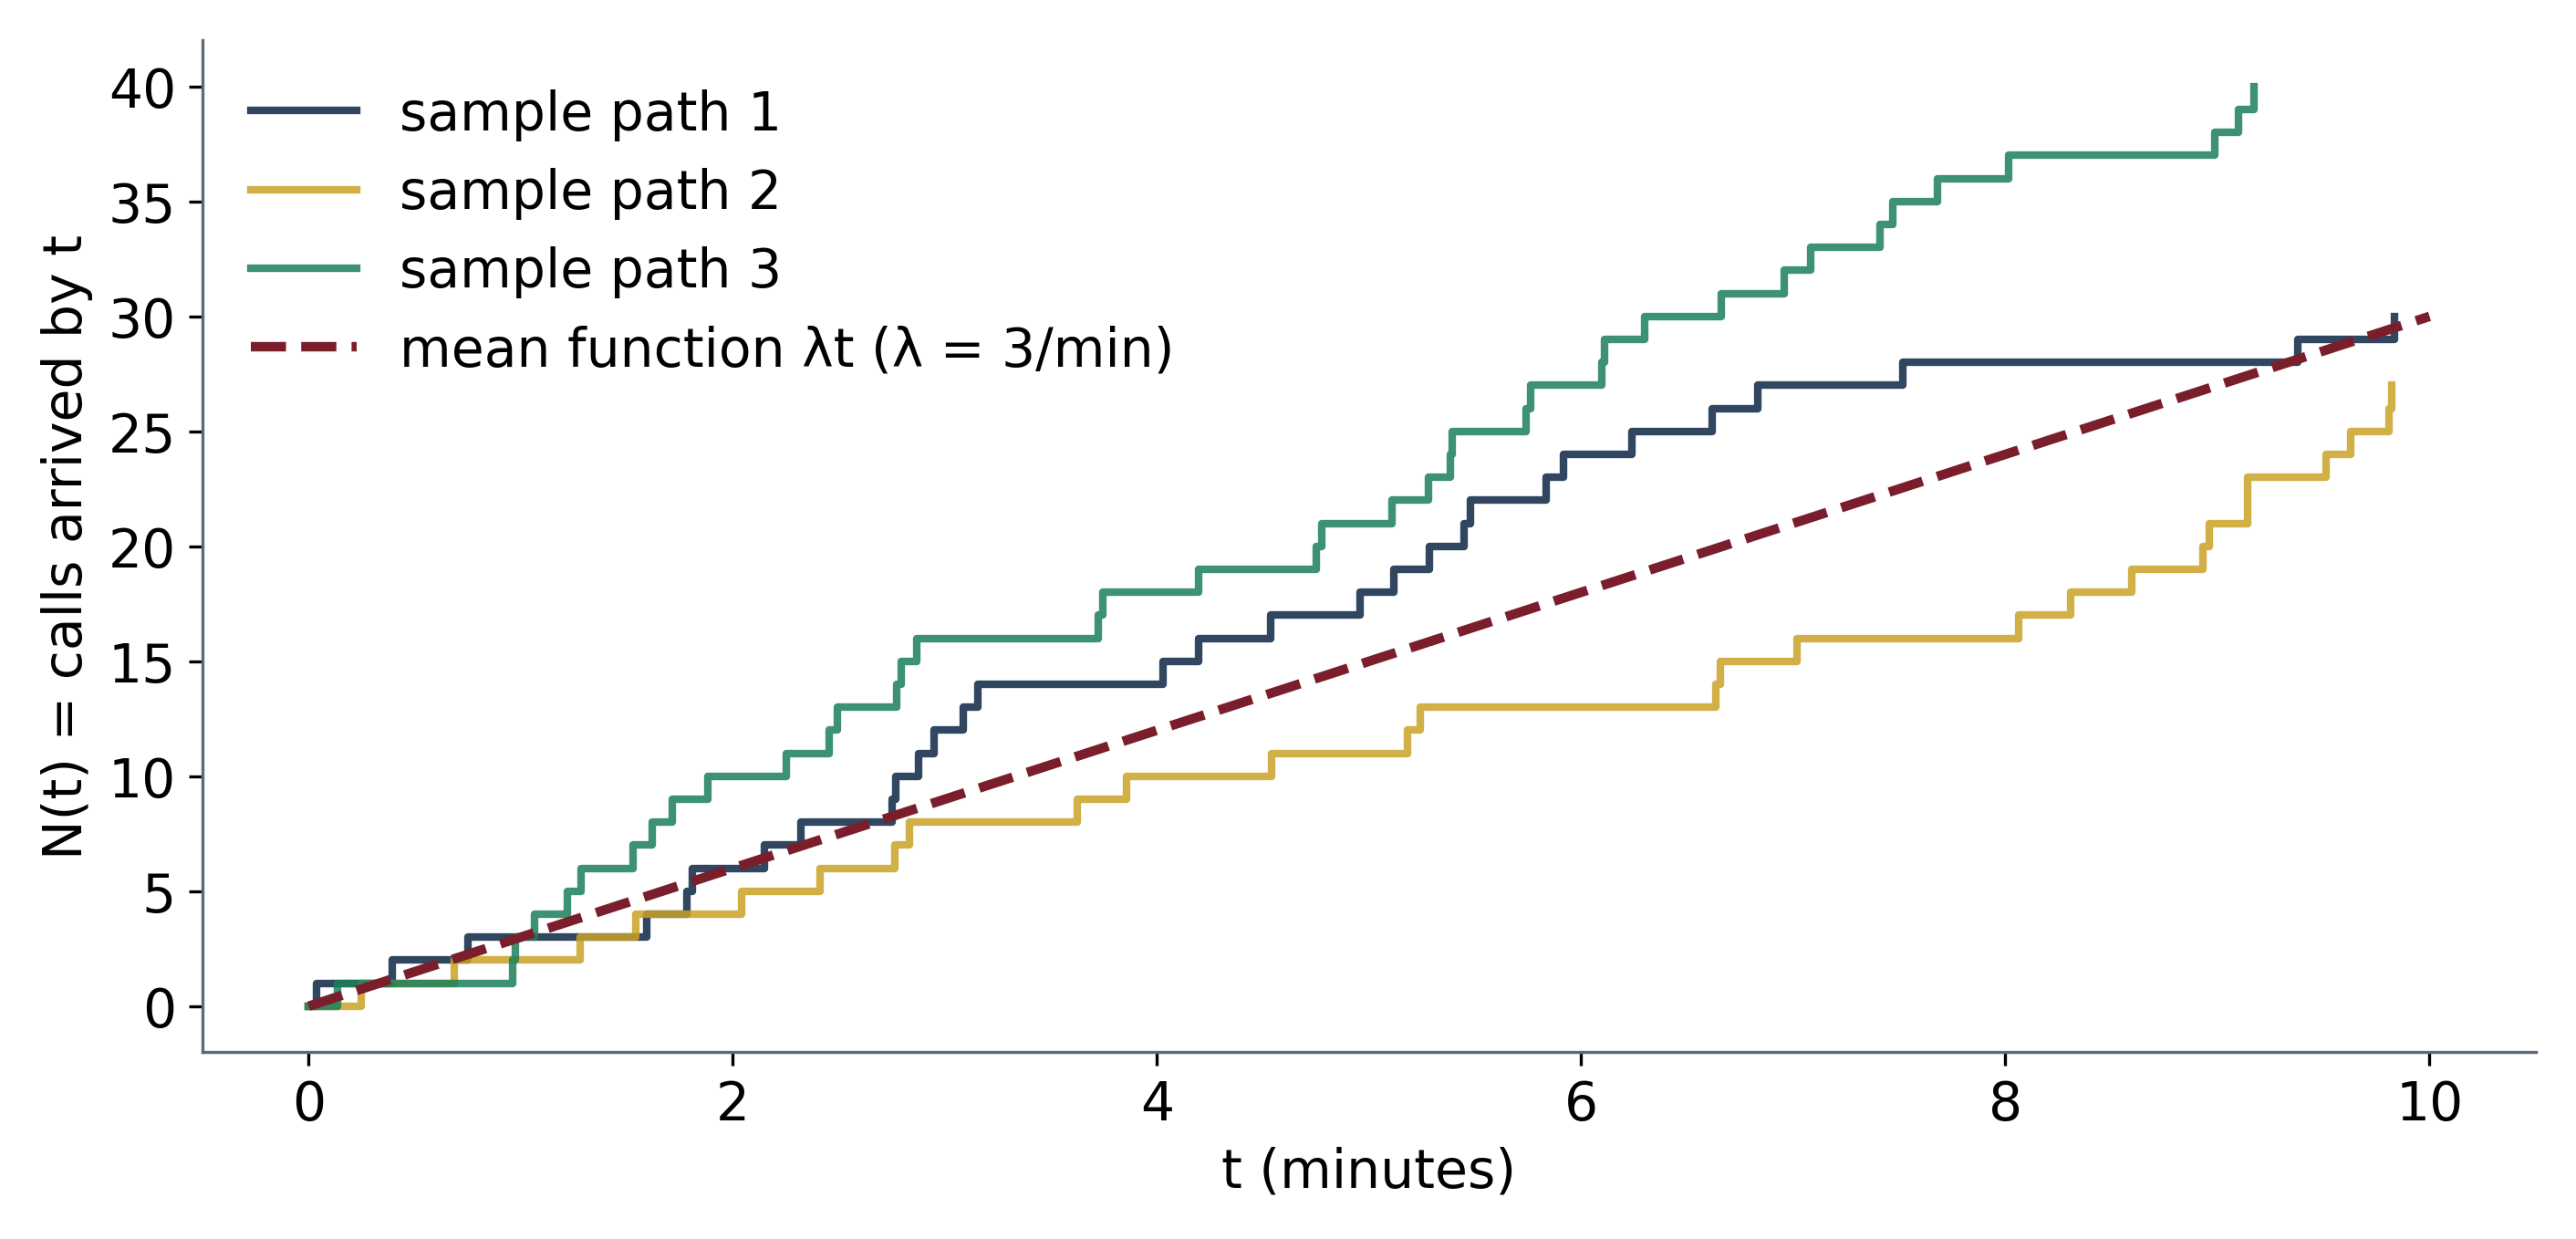 40
35
30
25
20
15
10
5
0
N(t) = calls arrived by t
sample path 1
sample path 2
sample path 3
mean function λt (λ = 3/min)
0 2 4 6 8 10
t (minutes)